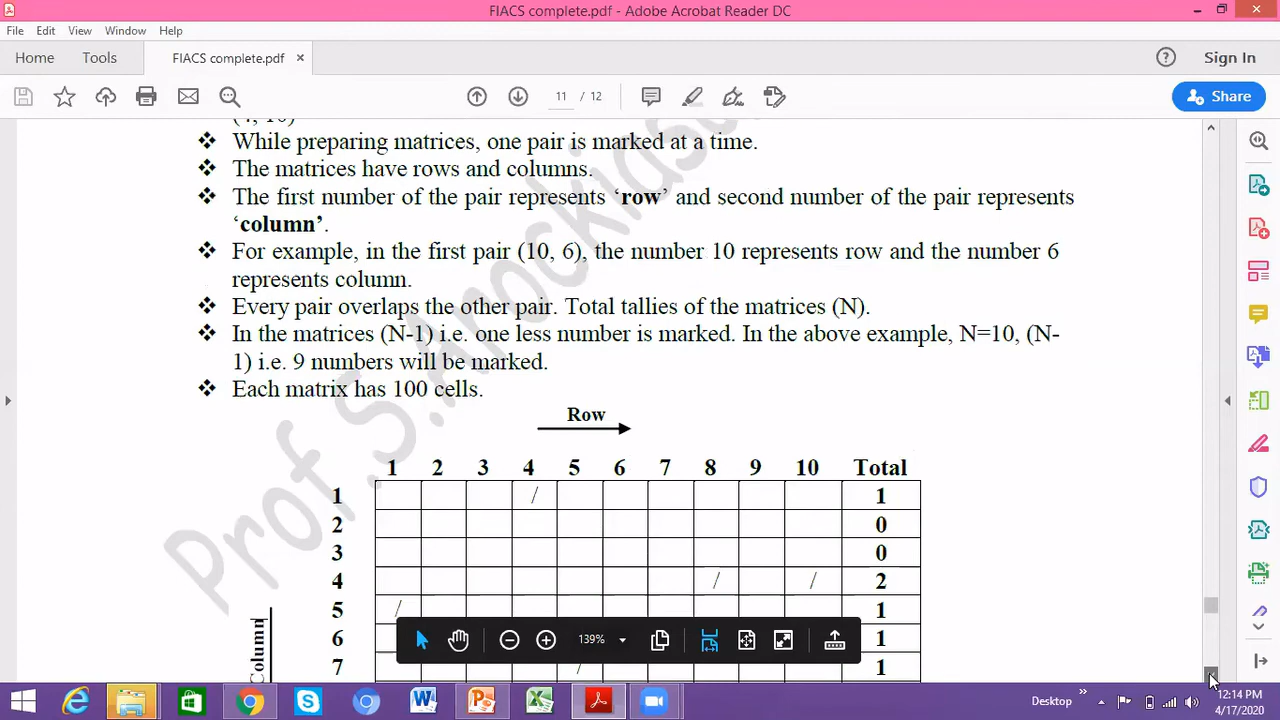 FIACS complete.pdf - Adobe Acrobat Reader DC
File Edit View Window Help
Home Tools FIACS complete.pdf × ? Sign In
11 / 12 Share
(4, 10)
❖ While preparing matrices, one pair is marked at a time.
❖ The matrices have rows and columns.
❖ The first number of the pair represents ‘row’ and second number of the pair represents
‘column’.
❖ For example, in the first pair (10, 6), the number 10 represents row and the number 6
represents column.
❖ Every pair overlaps the other pair. Total tallies of the matrices (N).
❖ In the matrices (N-1) i.e. one less number is marked. In the above example, N=10, (N-
1) i.e. 9 numbers will be marked.
❖ Each matrix has 100 cells.
Row
1 2 3 4 5 6 7 8 9 10 Total
1 / 1
2 0
3 0
4 / / 2
5 / 1
6 1
7 / 1
Column
Prof.S.Arockias
139%
Desktop
12:14 PM
4/17/2020